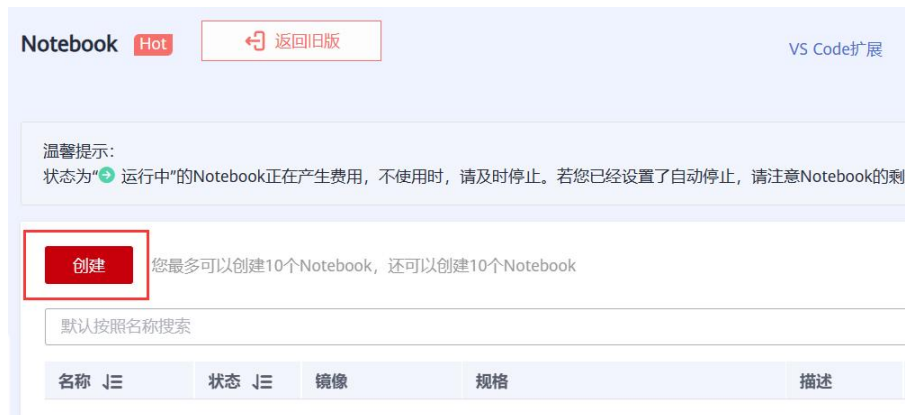 Notebook Hot 返回旧版 VS Code扩展
温馨提示：
状态为“ 运行中”的Notebook正在产生费用，不使用时，请及时停止。若您已经设置了自动停止，请注意Notebook的剩
创建 您最多可以创建10个Notebook，还可以创建10个Notebook
默认按照名称搜索
名称 状态 镜像 规格 描述